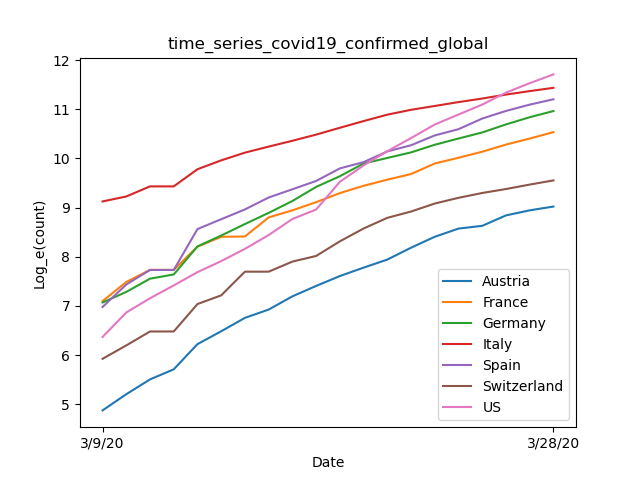 time_series_covid19_confirmed_global
12
11
10
9
8
7
6
5
Log_e(count)
Austria
France
Germany
Italy
Spain
Switzerland
US
3/9/20
3/28/20
Date